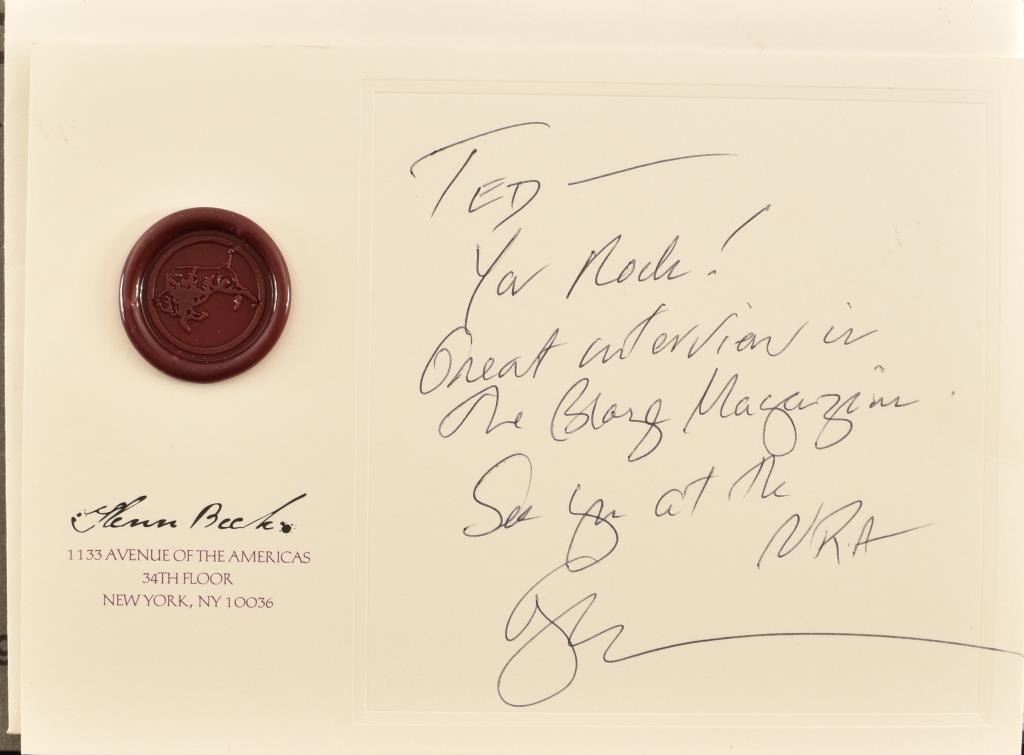 Glenn Beck
1133 AVENUE OF THE AMERICAS
34TH FLOOR
NEW YORK, NY 10036
TED —
You Rock!
Great interview in
The Blaze Magazine.
See you at the
NRA